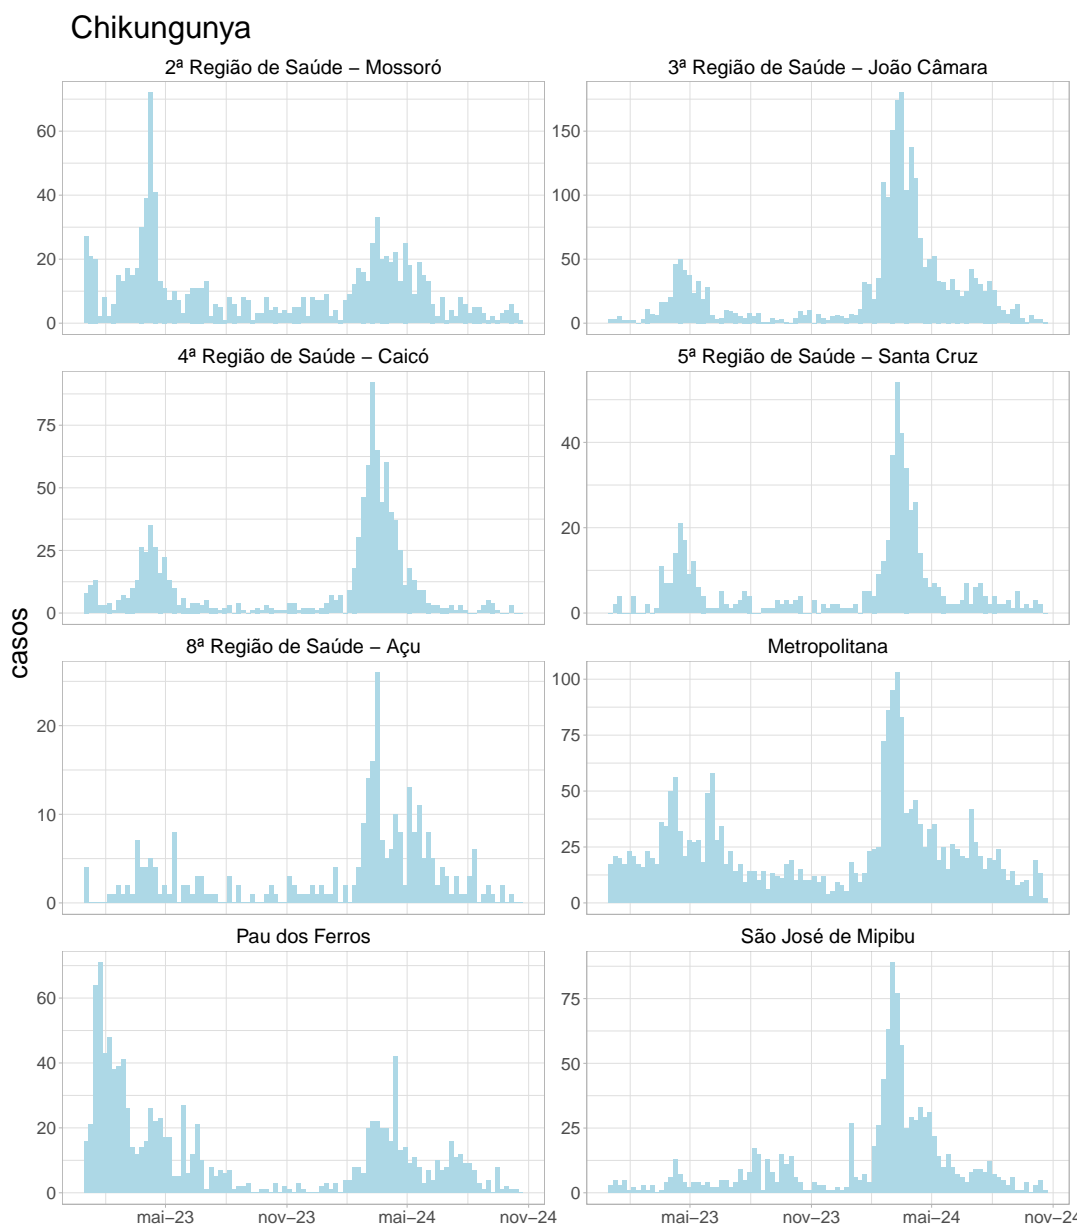 Chikungunya
2ª Região de Saúde – Mossoró
3ª Região de Saúde – João Câmara
60
40
20
0
150
100
50
0
4ª Região de Saúde – Caicó
5ª Região de Saúde – Santa Cruz
75
50
25
0
40
20
0
casos
8ª Região de Saúde – Açu
Metropolitana
20
10
0
100
75
50
25
0
Pau dos Ferros
São José de Mipibu
60
40
20
0
75
50
25
0
mai–23 nov–23 mai–24 nov–24
mai–23 nov–23 mai–24 nov–24